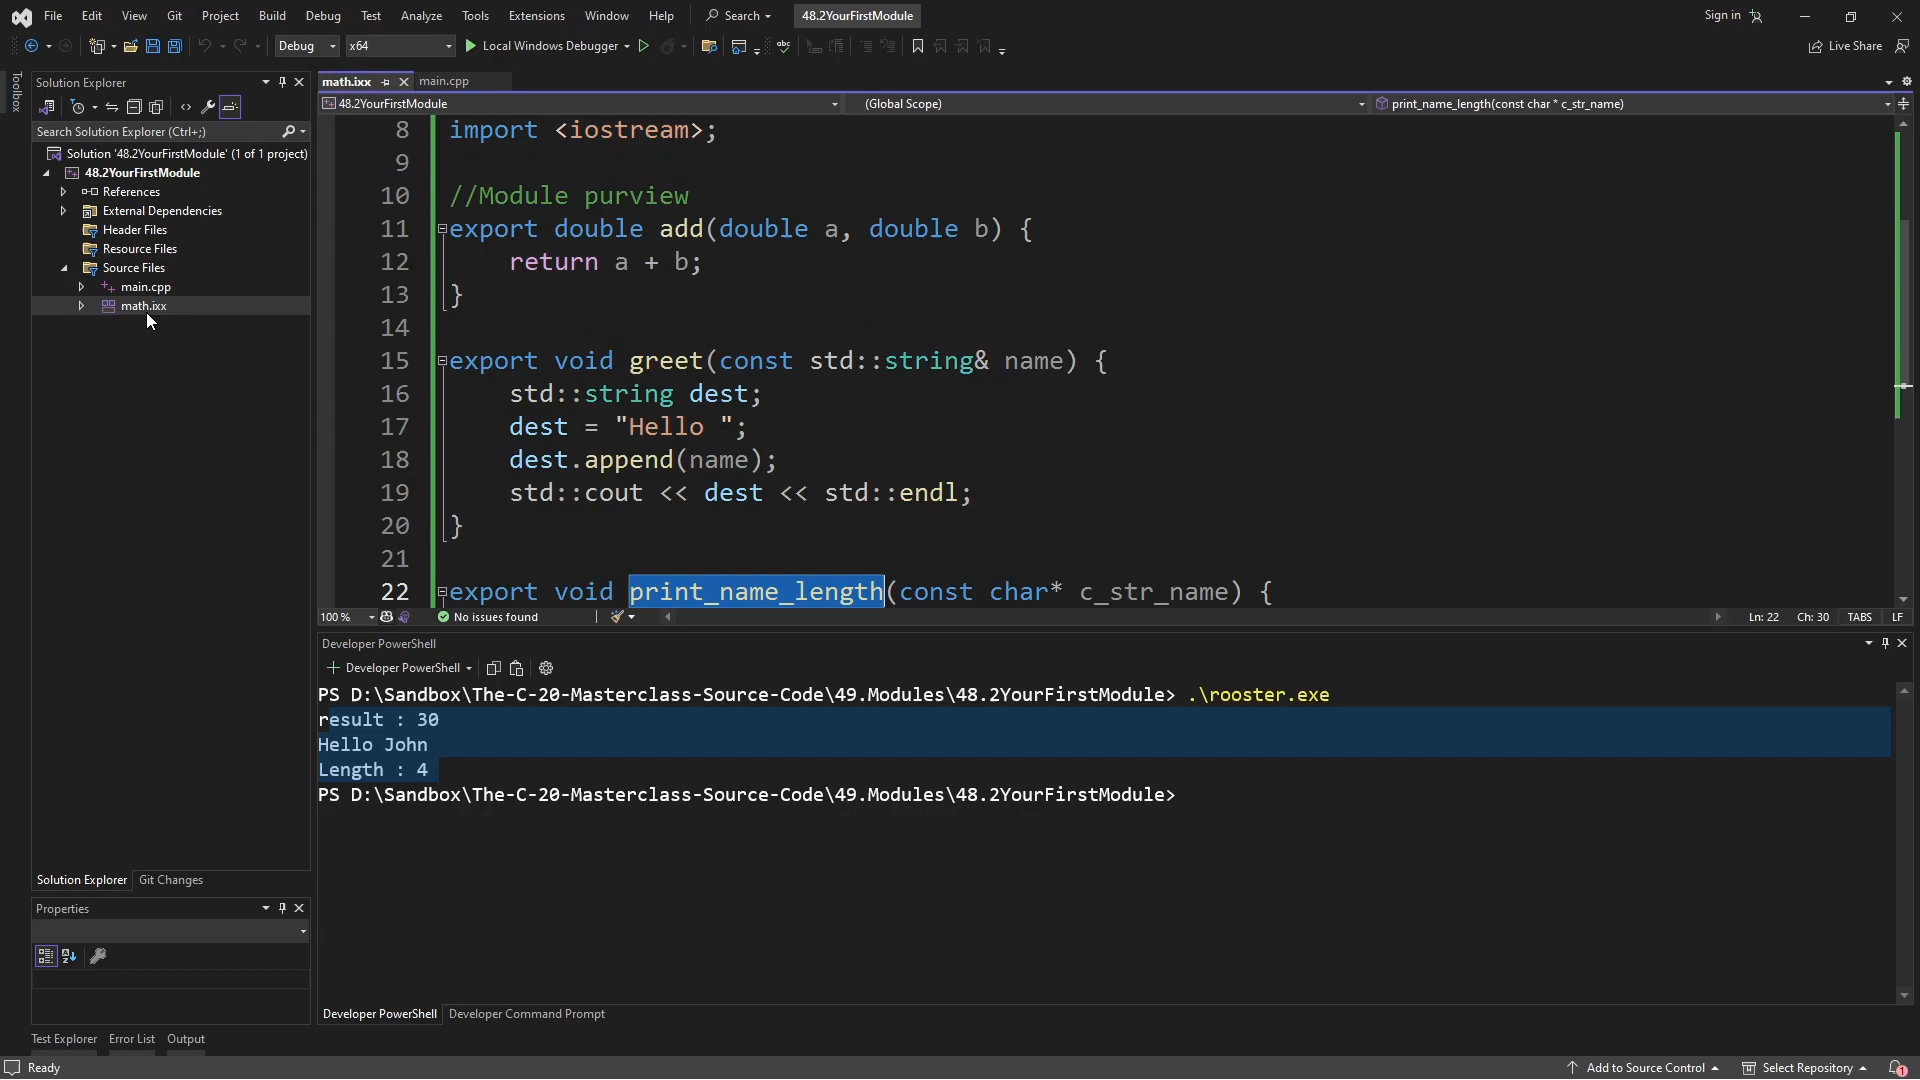 File Edit View Git Project Build Debug Test Analyze Tools Extensions Window Help Search 48.2YourFirstModule Sign in
Debug x64 Local Windows Debugger Live Share
Toolbox
Solution Explorer
Search Solution Explorer (Ctrl+;)
Solution '48.2YourFirstModule' (1 of 1 project)
48.2YourFirstModule
References
External Dependencies
Header Files
Resource Files
Source Files
main.cpp
math.ixx
Solution Explorer Git Changes
Properties
math.ixx main.cpp
48.2YourFirstModule (Global Scope) print_name_length(const char * c_str_name)
8 import <iostream>;
9
10 //Module purview
11 export double add(double a, double b) {
12 return a + b;
13 }
14
15 export void greet(const std::string& name) {
16 std::string dest;
17 dest = "Hello ";
18 dest.append(name);
19 std::cout << dest << std::endl;
20 }
21
22 export void print_name_length(const char* c_str_name) {
100 % No issues found Ln: 22 Ch: 30 TABS LF
Developer PowerShell
Developer PowerShell
PS D:\Sandbox\The-C-20-Masterclass-Source-Code\49.Modules\48.2YourFirstModule> .\rooster.exe
result : 30
Hello John
Length : 4
PS D:\Sandbox\The-C-20-Masterclass-Source-Code\49.Modules\48.2YourFirstModule>
Developer PowerShell Developer Command Prompt
Test Explorer Error List Output
Ready Add to Source Control Select Repository 1